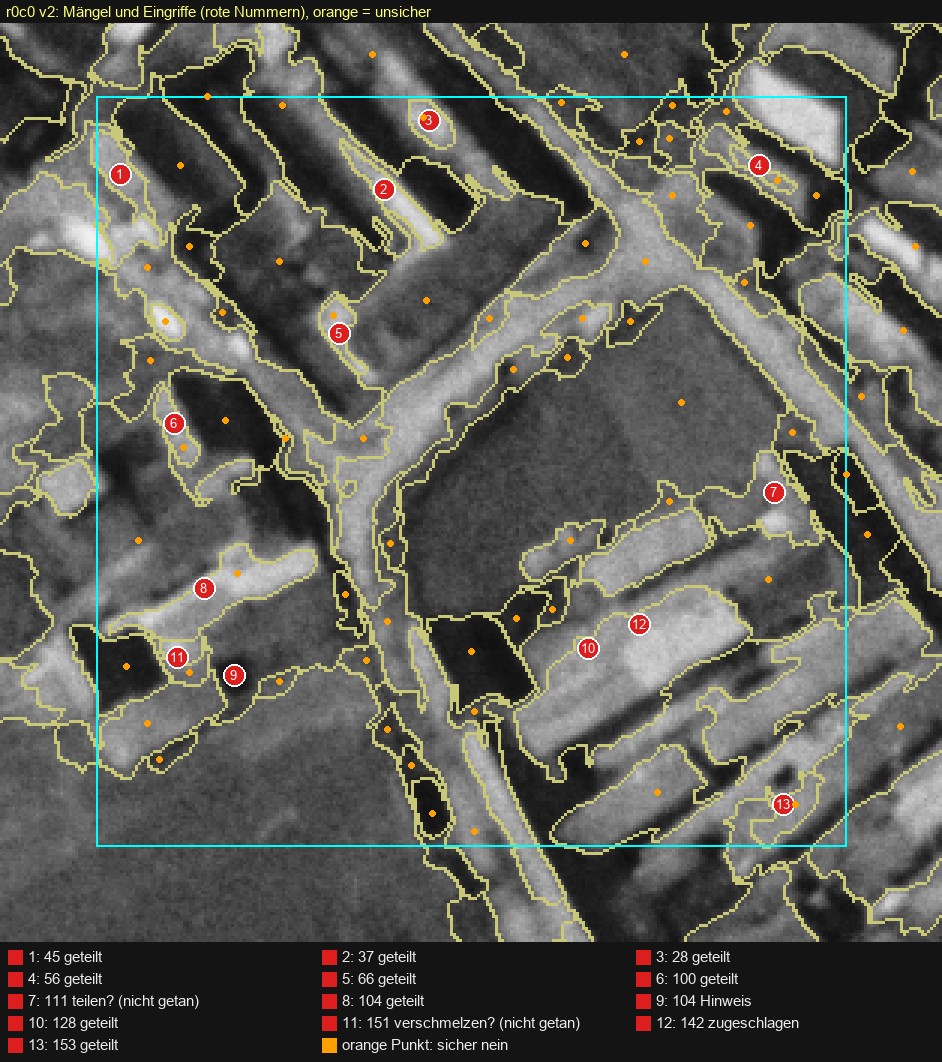 r0c0 v2: Mängel und Eingriffe (rote Nummern), orange = unsicher
3
4
1
2
5
6
7
8
12
10
11
9
13
1: 45 geteilt
2: 37 geteilt
3: 28 geteilt
4: 56 geteilt
5: 66 geteilt
6: 100 geteilt
7: 111 teilen? (nicht getan)
8: 104 geteilt
9: 104 Hinweis
10: 128 geteilt
11: 151 verschmelzen? (nicht getan)
12: 142 zugeschlagen
13: 153 geteilt
orange Punkt: sicher nein